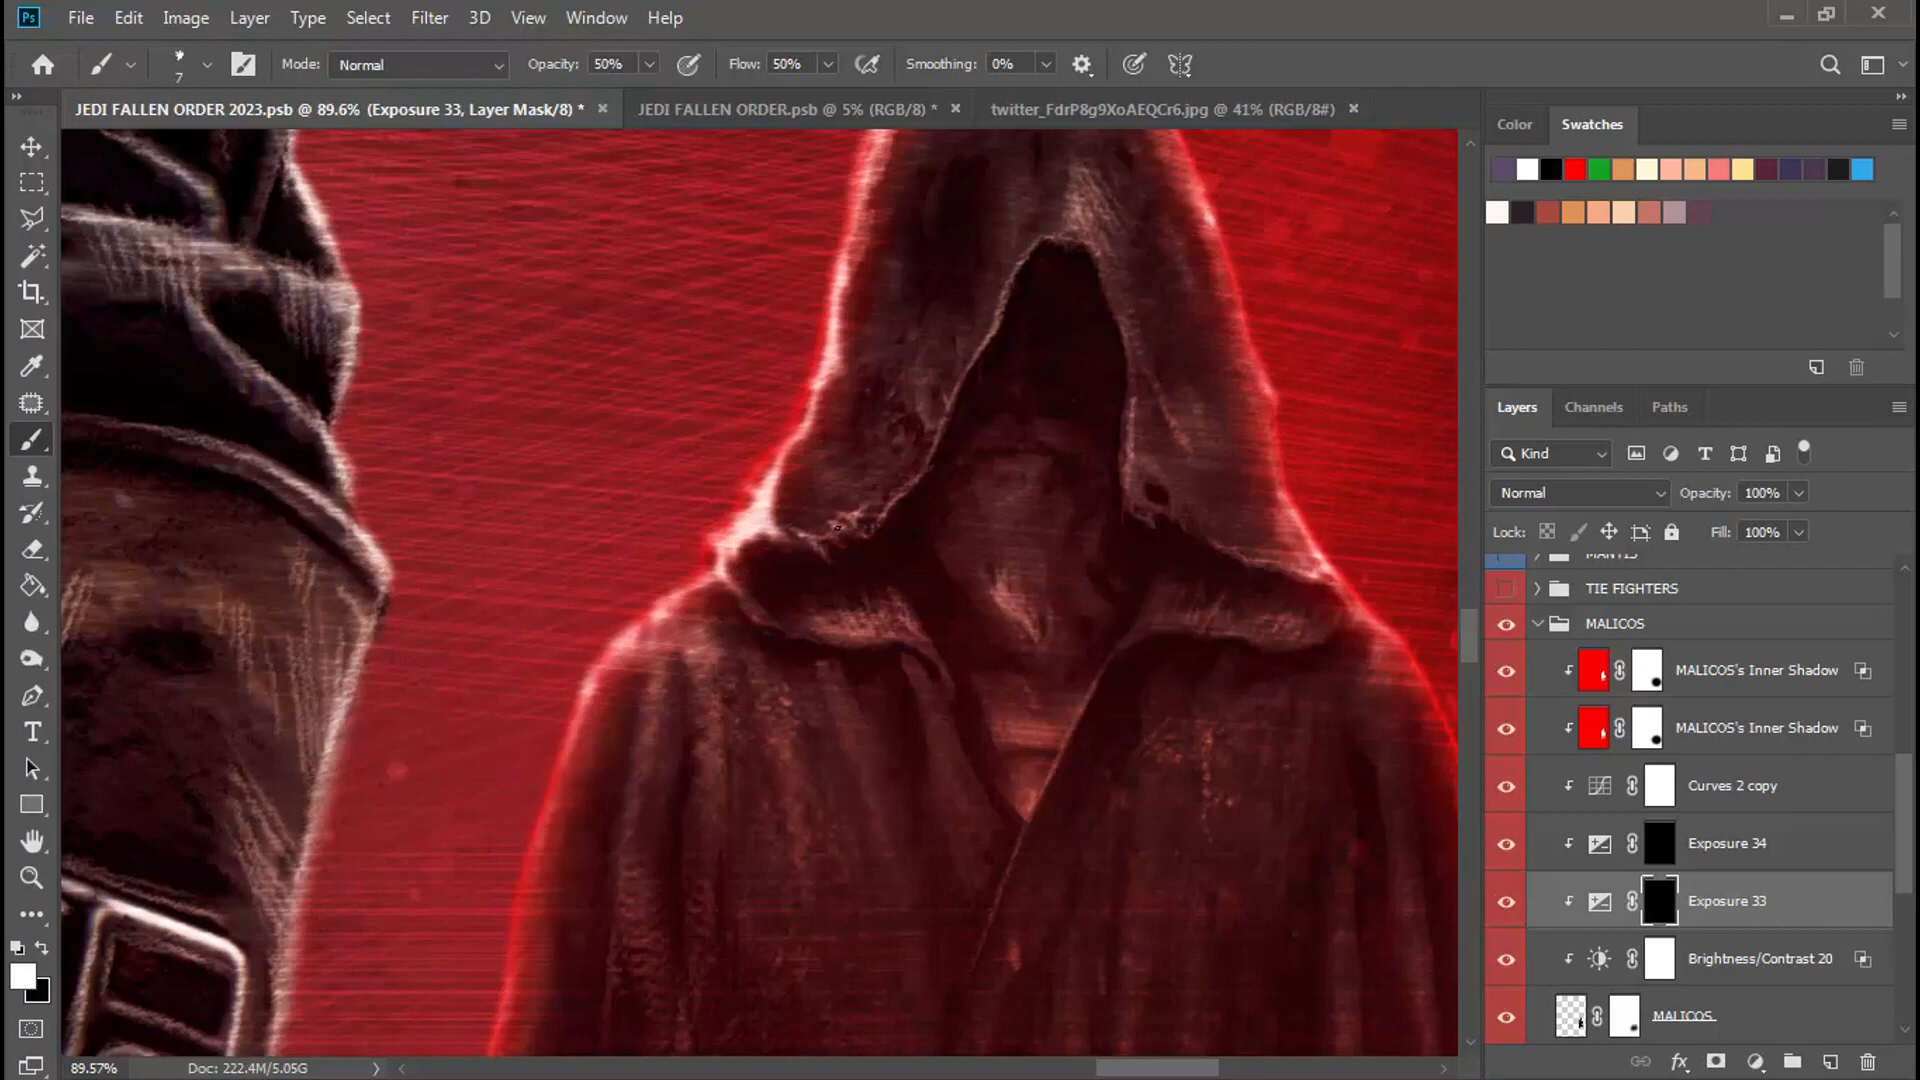 Ps File Edit Image Layer Type Select Filter 3D View Window Help
7 Mode: Normal Opacity: 50% Flow: 50% Smoothing: 0%
JEDI FALLEN ORDER 2023.psb @ 89.6% (Exposure 33, Layer Mask/8) * JEDI FALLEN ORDER.psb @ 5% (RGB/8) * twitter_FdrP8g9XoAEQCr6.jpg @ 41% (RGB/8#)
Color Swatches
Layers Channels Paths
Kind
Normal Opacity: 100%
Lock: Fill: 100%
MANTIS
TIE FIGHTERS
MALICOS
MALICOS's Inner Shadow
MALICOS's Inner Shadow
Curves 2 copy
Exposure 34
Exposure 33
Brightness/Contrast 20
MALICOS
89.57% Doc: 222.4M/5.05G